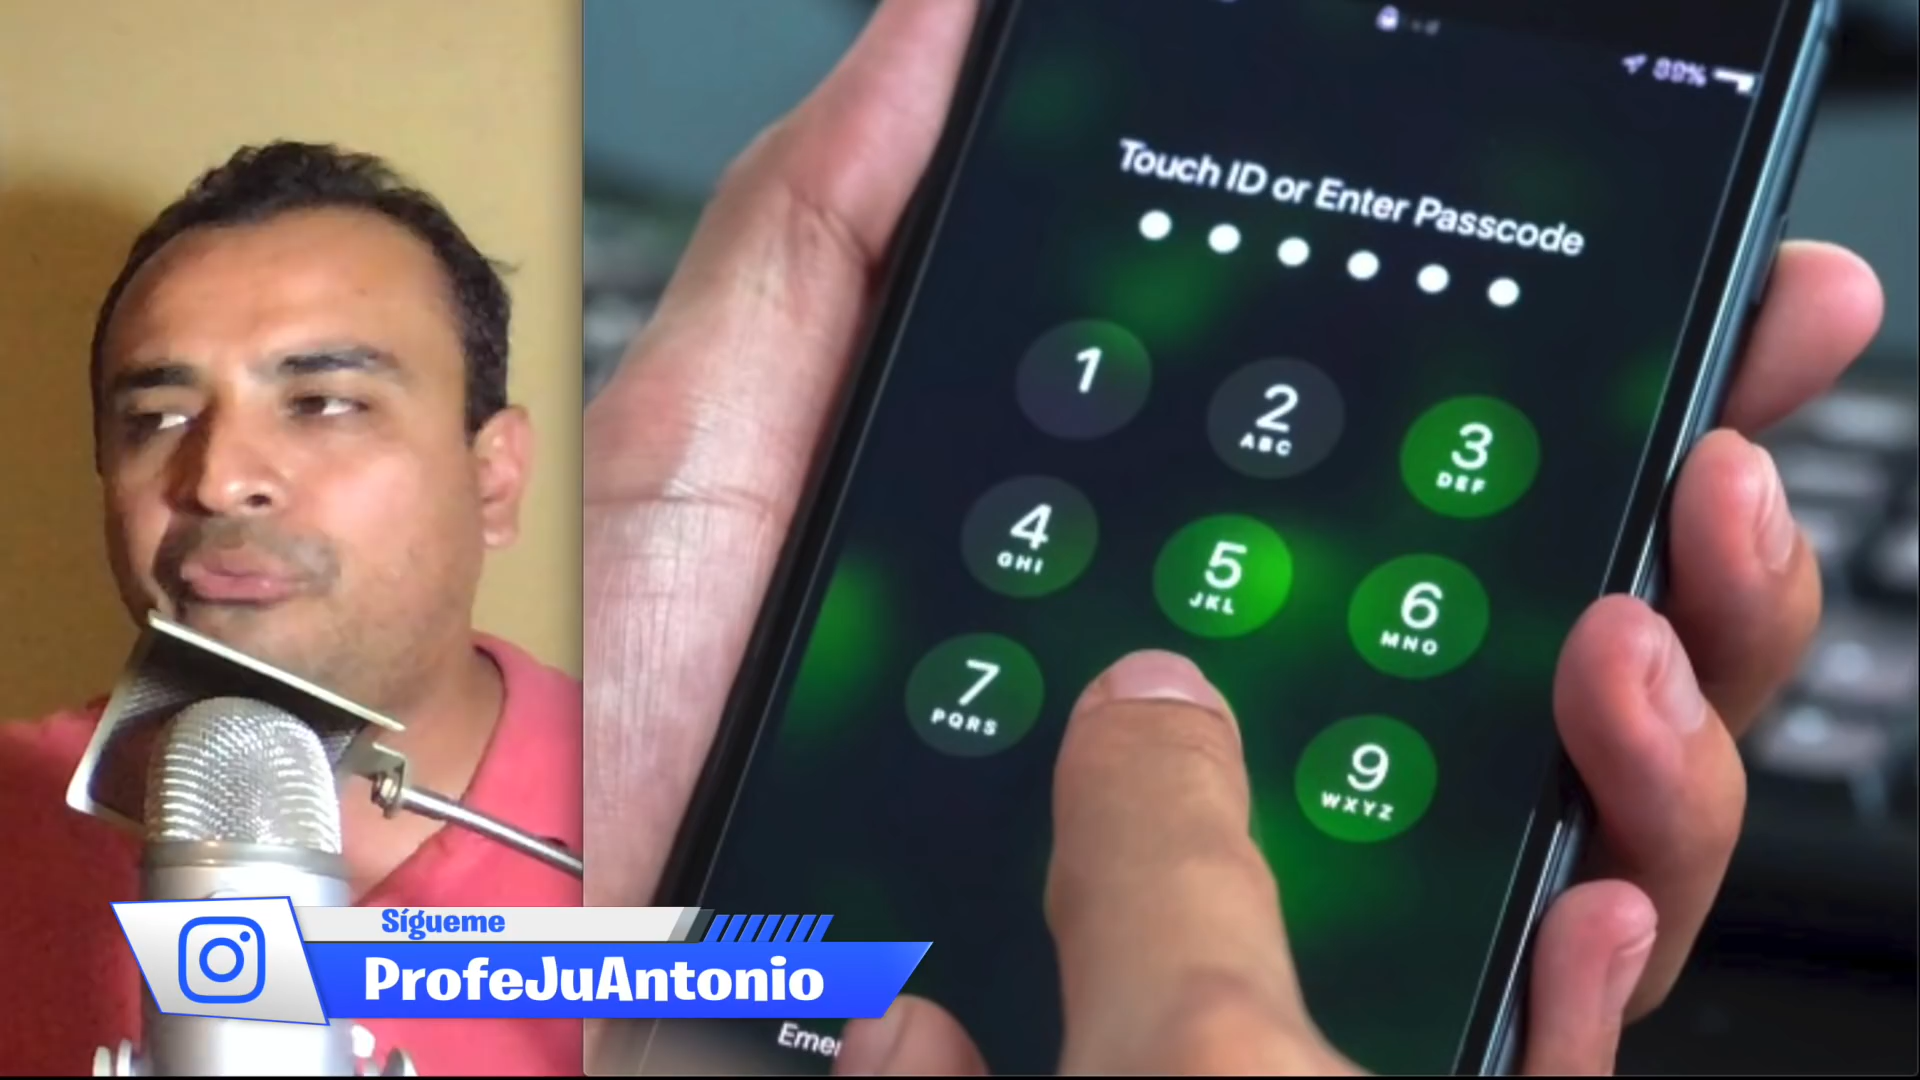 89%
Touch ID or Enter Passcode
1
2
ABC
3
DEF
4
GHI
5
JKL
6
MNO
7
PQRS
9
WXYZ
Sígueme
ProfeJuAntonio